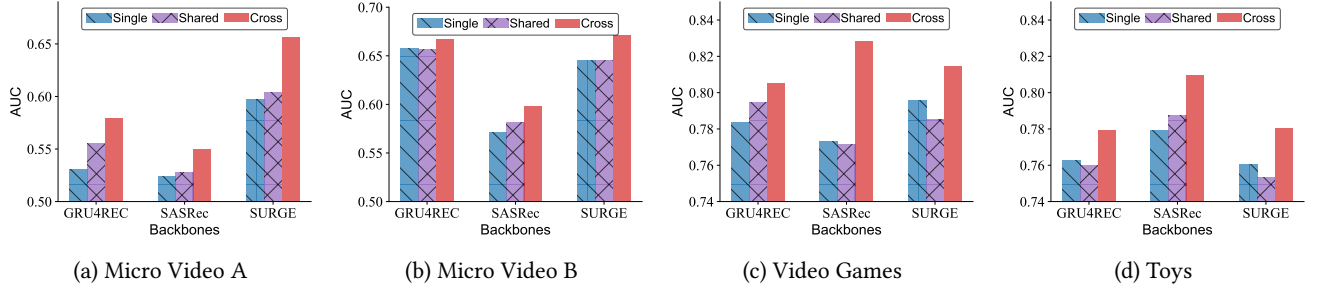 Single Shared Cross
AUC
0.65
0.60
0.55
0.50
GRU4REC SASRec SURGE
Backbones
(a) Micro Video A
Single Shared Cross
AUC
0.70
0.65
0.60
0.55
0.50
GRU4REC SASRec SURGE
Backbones
(b) Micro Video B
Single Shared Cross
AUC
0.84
0.82
0.80
0.78
0.76
0.74
GRU4REC SASRec SURGE
Backbones
(c) Video Games
Single Shared Cross
AUC
0.84
0.82
0.80
0.78
0.76
0.74
GRU4REC SASRec SURGE
Backbones
(d) Toys